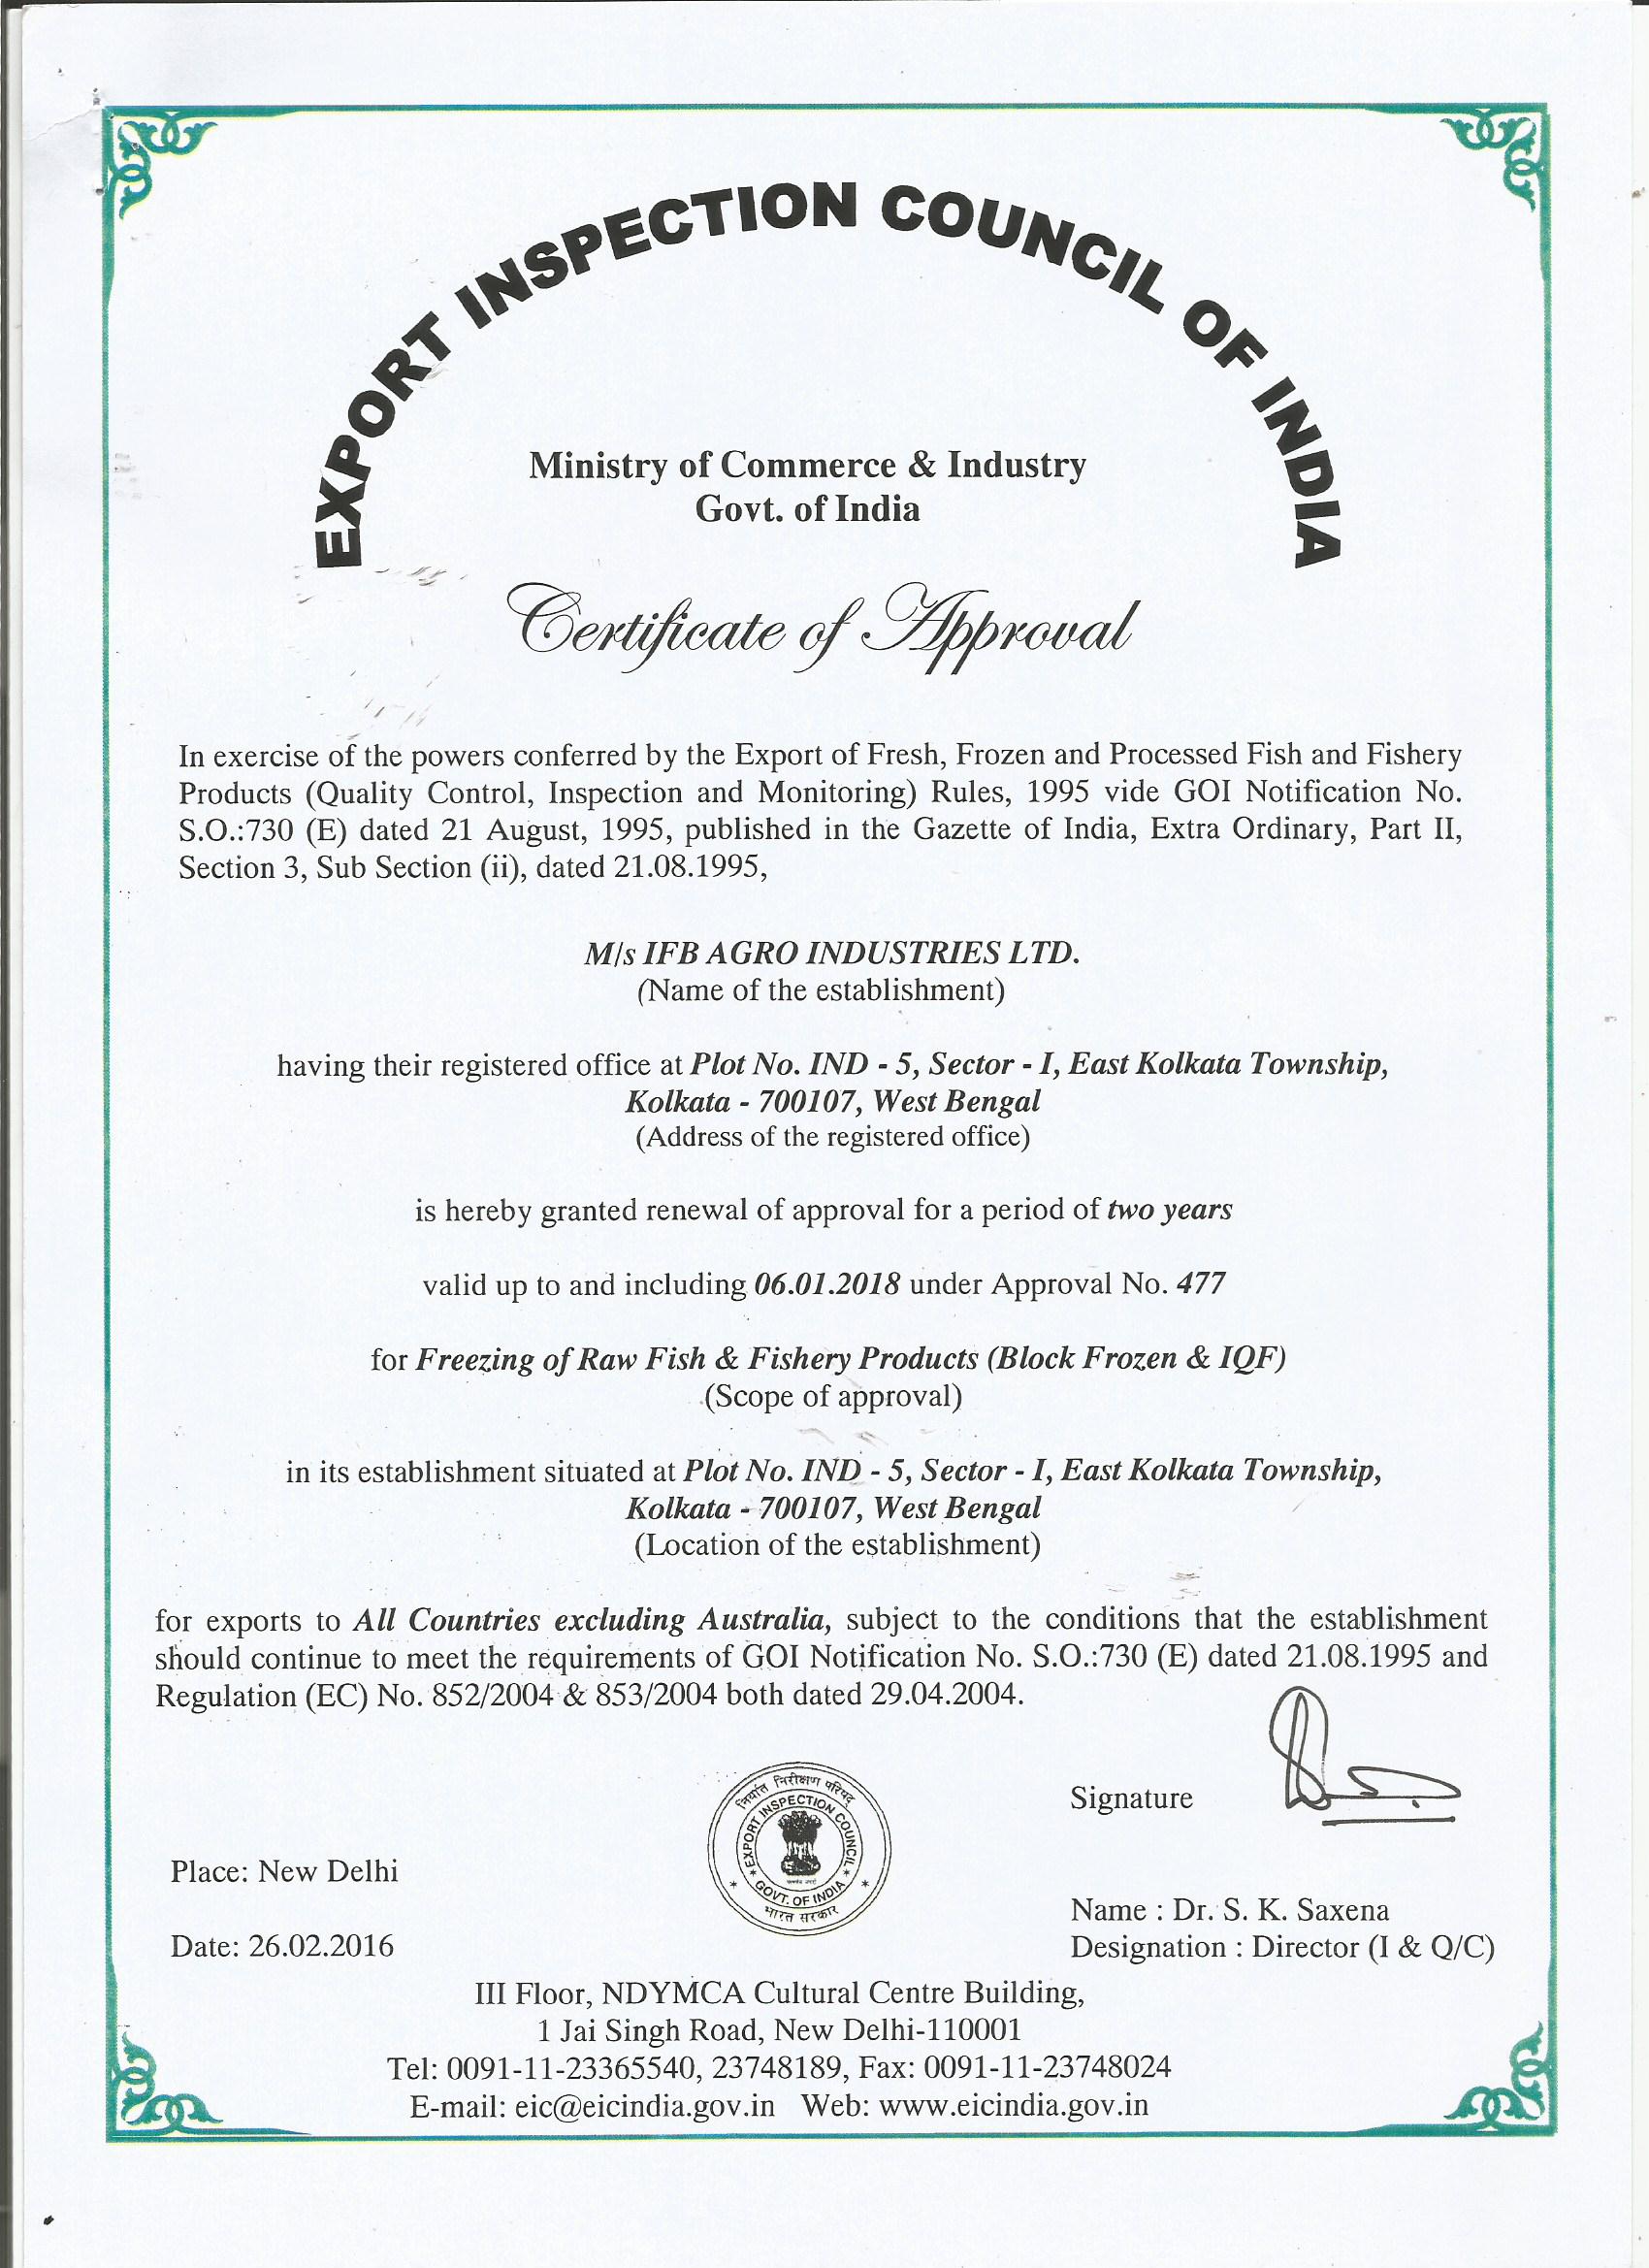 EXPORT INSPECTION COUNCIL OF INDIA
Ministry of Commerce & Industry
Govt. of India
Certificate of Approval
In exercise of the powers conferred by the Export of Fresh, Frozen and Processed Fish and Fishery
Products (Quality Control, Inspection and Monitoring) Rules, 1995 vide GOI Notification No.
S.O.:730 (E) dated 21 August, 1995, published in the Gazette of India, Extra Ordinary, Part II,
Section 3, Sub Section (ii), dated 21.08.1995,
M/s IFB AGRO INDUSTRIES LTD.
(Name of the establishment)
having their registered office at Plot No. IND - 5, Sector - I, East Kolkata Township,
Kolkata - 700107, West Bengal
(Address of the registered office)
is hereby granted renewal of approval for a period of two years
valid up to and including 06.01.2018 under Approval No. 477
for Freezing of Raw Fish & Fishery Products (Block Frozen & IQF)
(Scope of approval)
in its establishment situated at Plot No. IND - 5, Sector - I, East Kolkata Township,
Kolkata - 700107, West Bengal
(Location of the establishment)
for exports to All Countries excluding Australia, subject to the conditions that the establishment
should continue to meet the requirements of GOI Notification No. S.O.:730 (E) dated 21.08.1995 and
Regulation (EC) No. 852/2004 & 853/2004 both dated 29.04.2004.
निर्यात निरीक्षण परिषद
EXPORT INSPECTION COUNCIL
GOVT. OF INDIA
भारत सरकार
Signature
Place: New Delhi
Name : Dr. S. K. Saxena
Date: 26.02.2016
Designation : Director (I & Q/C)
III Floor, NDYMCA Cultural Centre Building,
1 Jai Singh Road, New Delhi-110001
Tel: 0091-11-23365540, 23748189, Fax: 0091-11-23748024
E-mail: eic@eicindia.gov.in Web: www.eicindia.gov.in